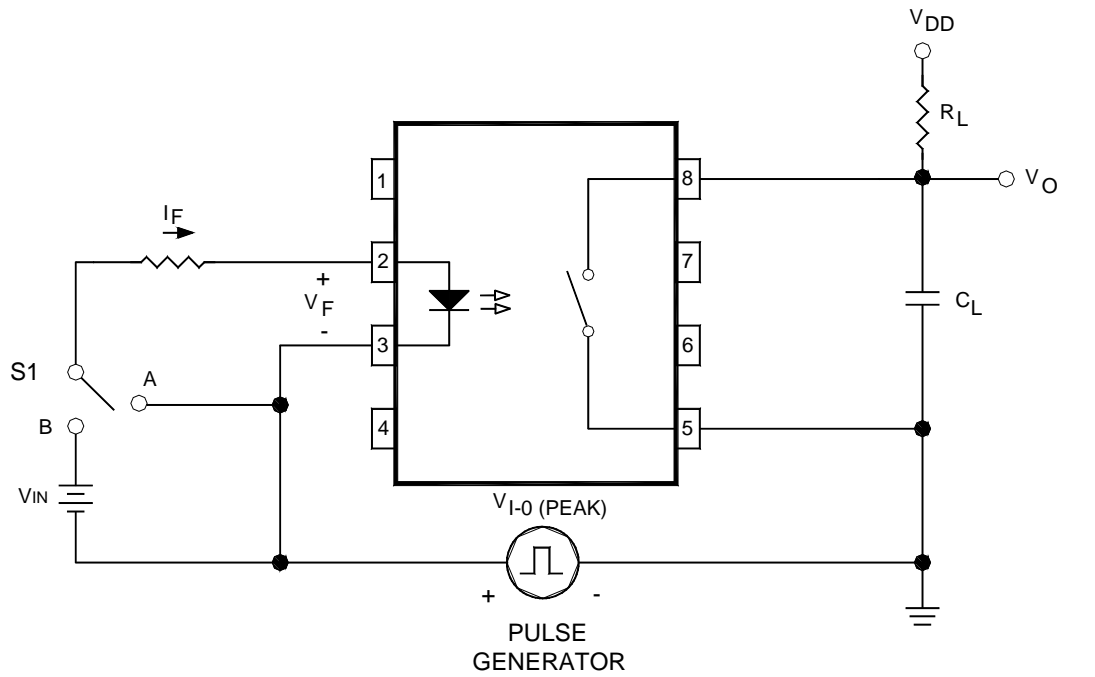 VDD
RL
1
8
VO
IF
2
7
+
VF
-
CL
3
6
S1
A
B
4
5
VIN
VI-0 (PEAK)
+
-
PULSE
GENERATOR